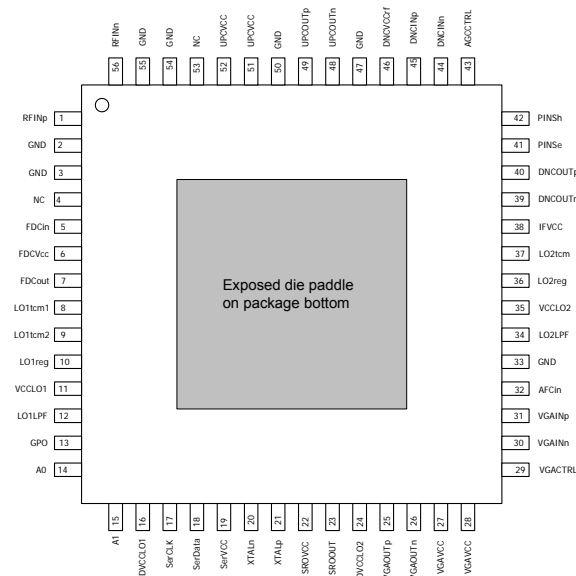 RFINn
GND
GND
NC
UPCVCC
UPCVCC
GND
UPCOUTp
UPCOUTn
GND
DNCVCCrf
DNCINp
DNCINn
AGCCTRL
56
55
54
53
52
51
50
49
48
47
46
45
44
43
RFINp 1
GND 2
GND 3
NC 4
FDCin 5
FDCVcc 6
FDCout 7
LO1tcm1 8
LO1tcm2 9
LO1reg 10
VCCLO1 11
LO1LPF 12
GPO 13
A0 14
Exposed die paddle
on package bottom
42 PINSh
41 PINSe
40 DNCOUTp
39 DNCOUTn
38 IFVCC
37 LO2tcm
36 LO2reg
35 VCCLO2
34 LO2LPF
33 GND
32 AFCin
31 VGAINp
30 VGAINn
29 VGACTRL
15
16
17
18
19
20
21
22
23
24
25
26
27
28
A1
DVCCLO1
SerCLK
SerData
SerVCC
XTALn
XTALp
SROVCC
SROOUT
DVCCLO2
VGAOUTp
VGAOUTn
VGAVCC
VGAVCC